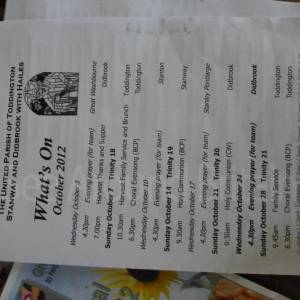 THE UNITED PARISH OF TODDINGTON
STANWAY AND DIDBROOK WITH HAILES
What's On
October 2012
Wednesday October 3
4.30pm Evening prayer (for team) Great Washbourne
7.00pm Harvest Thanks and Supper Didbrook
Sunday October 7 Trinity 18
10.30am Harvest Family Service and Brunch Toddington
6.30pm Choral Evensong (BCP) Toddington
Wednesday October 10
4.30pm Evening prayer (for team) Stanton
Sunday October 14 Trinity 19
9.30am Holy Communion (BCP) Stanway
Wednesday October 17
4.30pm Evening prayer (for team) Stanley Pontlarge
Sunday October 21 Trinity 20
9.30am Holy Communion (CW) Didbrook
Wednesday October 24
4.30pm Evening prayer (for team) Didbrook
Sunday October 28 Trinity 21
9.45am Family Service Toddington
6.30pm Choral Evensong (BCP) Toddington